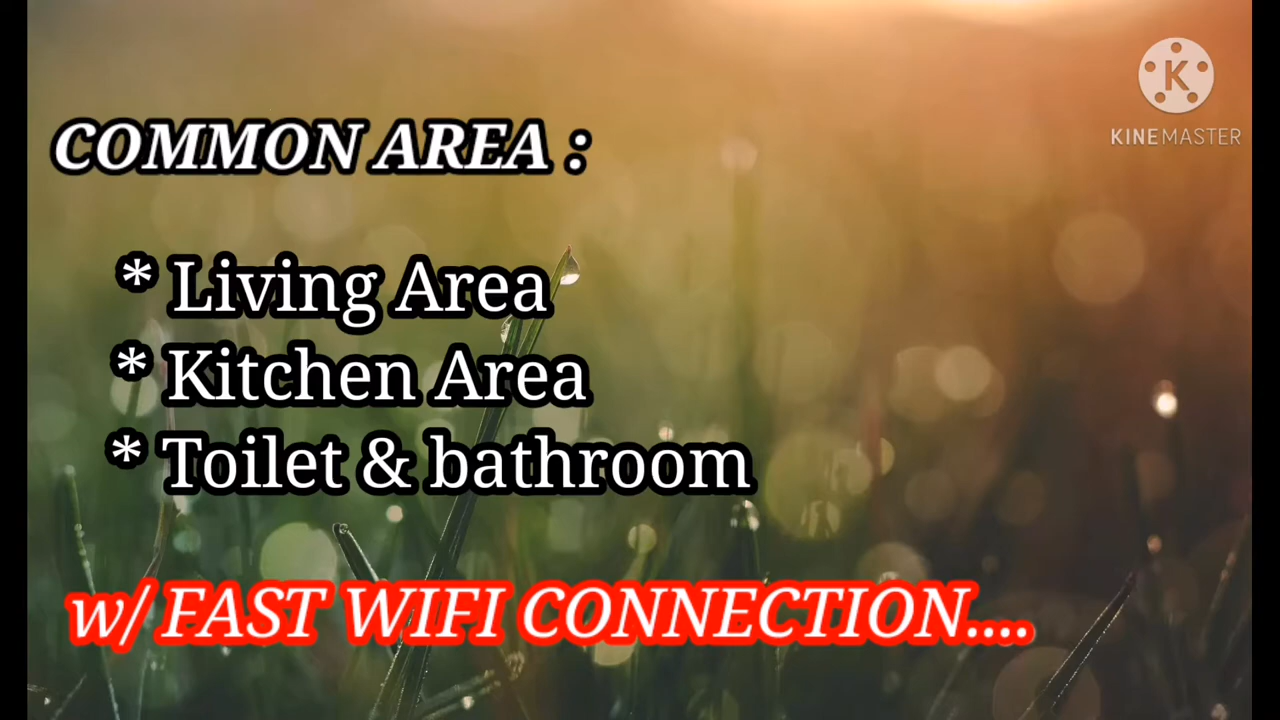 COMMON AREA :
* Living Area
* Kitchen Area
* Toilet & bathroom
w/ FAST WIFI CONNECTION....
K
KINEMASTER